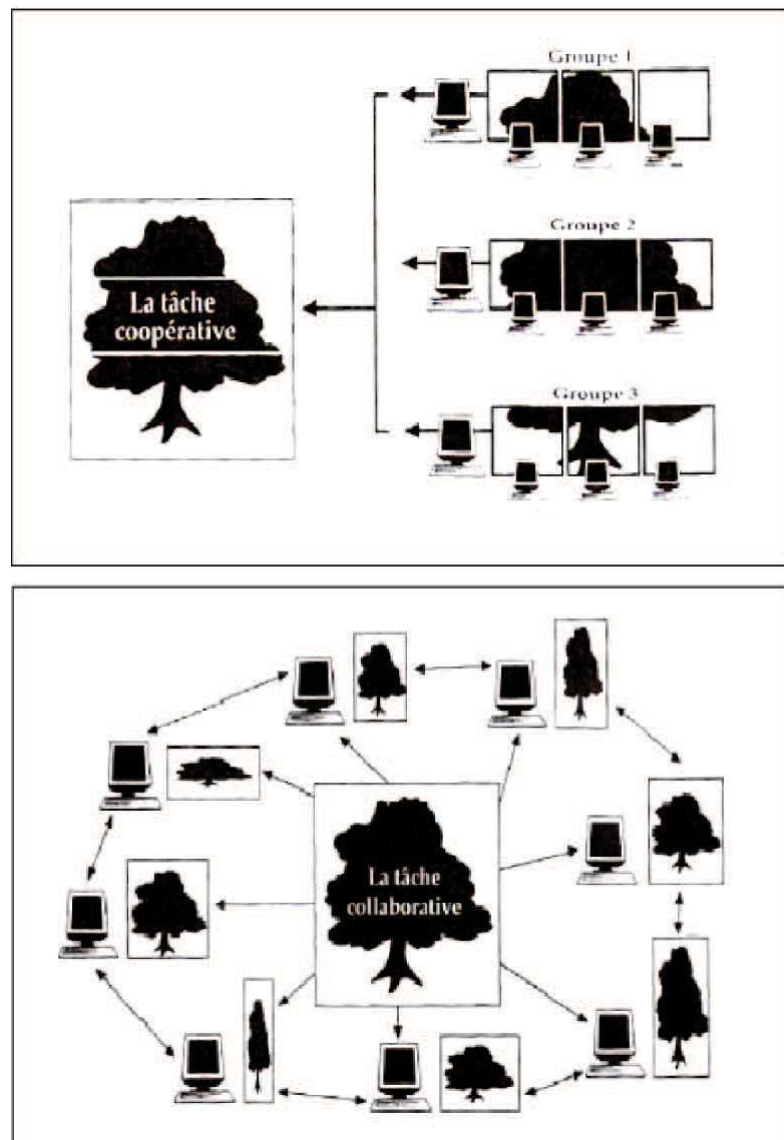 Groupe 1
Groupe 2
La tâche
coopérative
Groupe 3
La tâche
collaborative